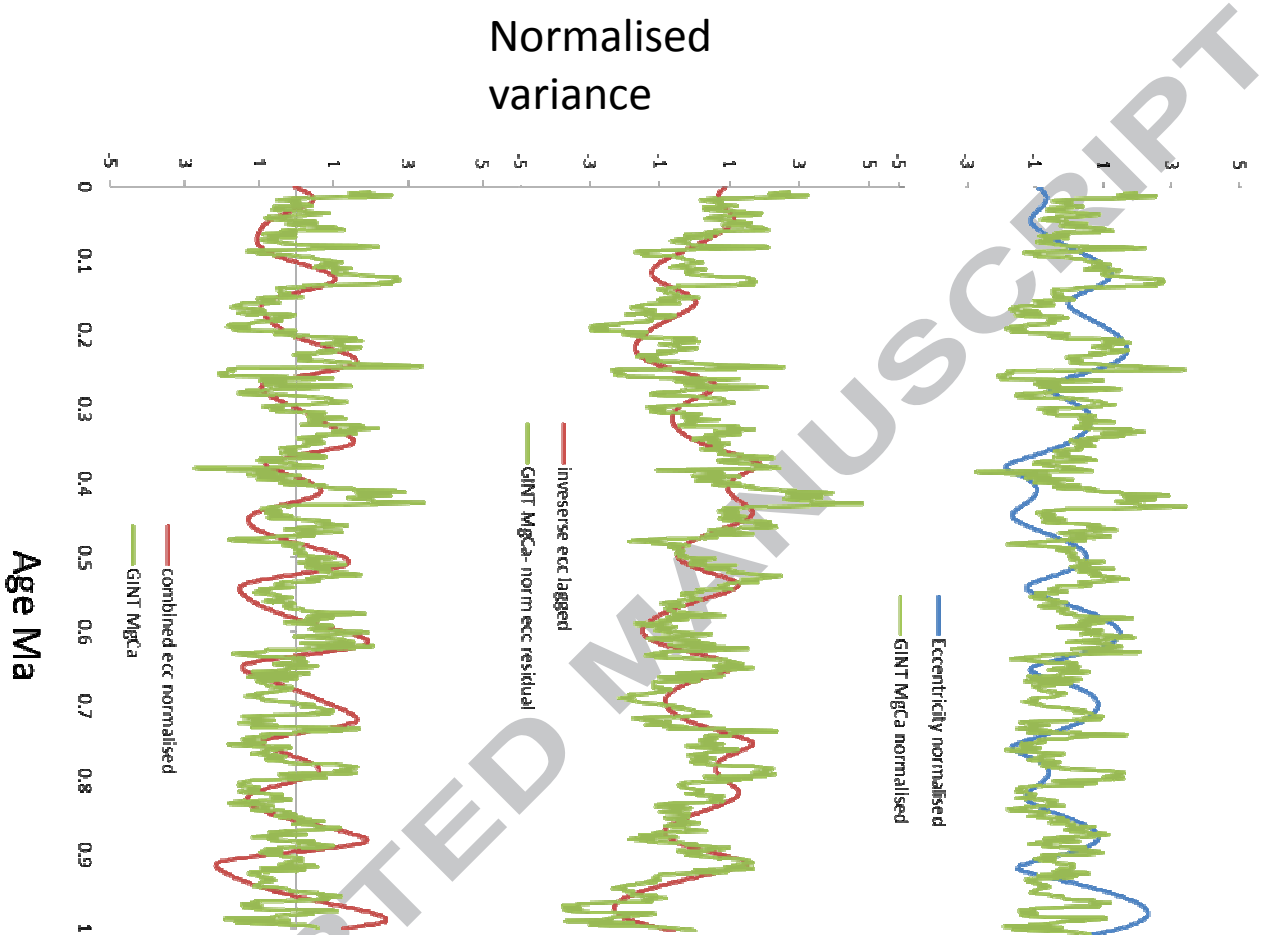 Normalised
variance
-5 -3 -1 1 3 5
-5 -3 -1 1 3 5
-5 -3 -1 1 3 5
0 0.1 0.2 0.3 0.4 0.5 0.6 0.7 0.8 0.9 1
Eccentricity normalised
GINT MgCa normalised
inveserse ecc lagged
GINT MgCa- norm ecc residual
combined ecc normalised
GINT MgCa
Age Ma
PTED MANUSCRIPT